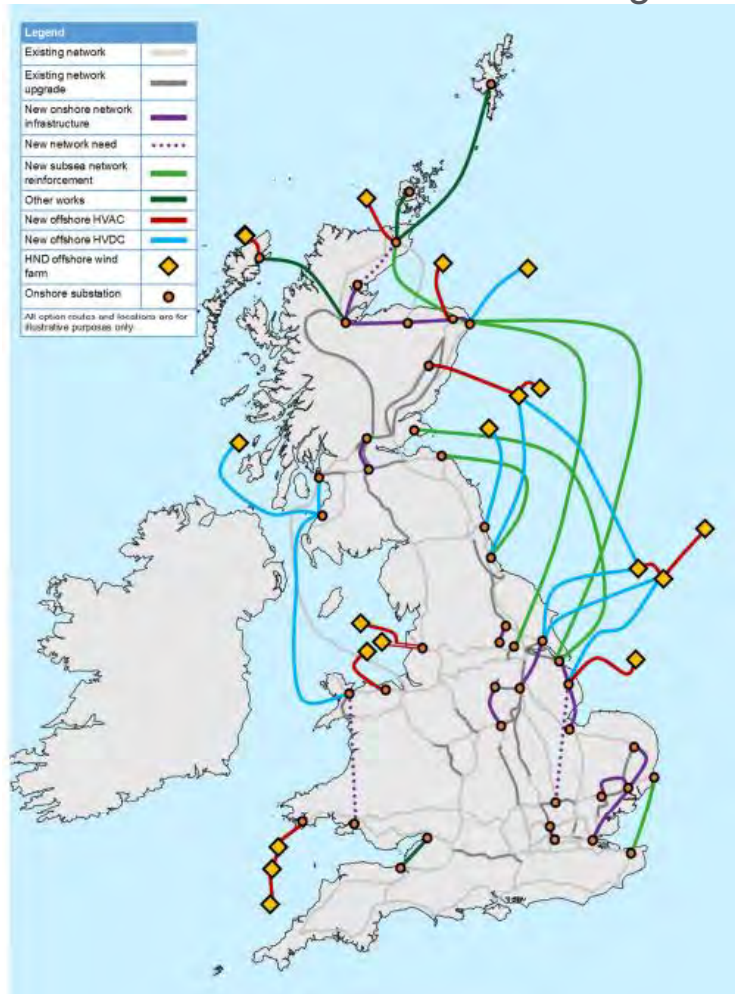 Legend
Existing network
Existing network
upgrade
New onshore network
infrastructure
New network need
New subsea network
reinforcement
Other works
New offshore HVAC
New offshore HVDC
HND offshore wind
farm
Onshore substation
All option routes and locations are for
illustrative purposes only